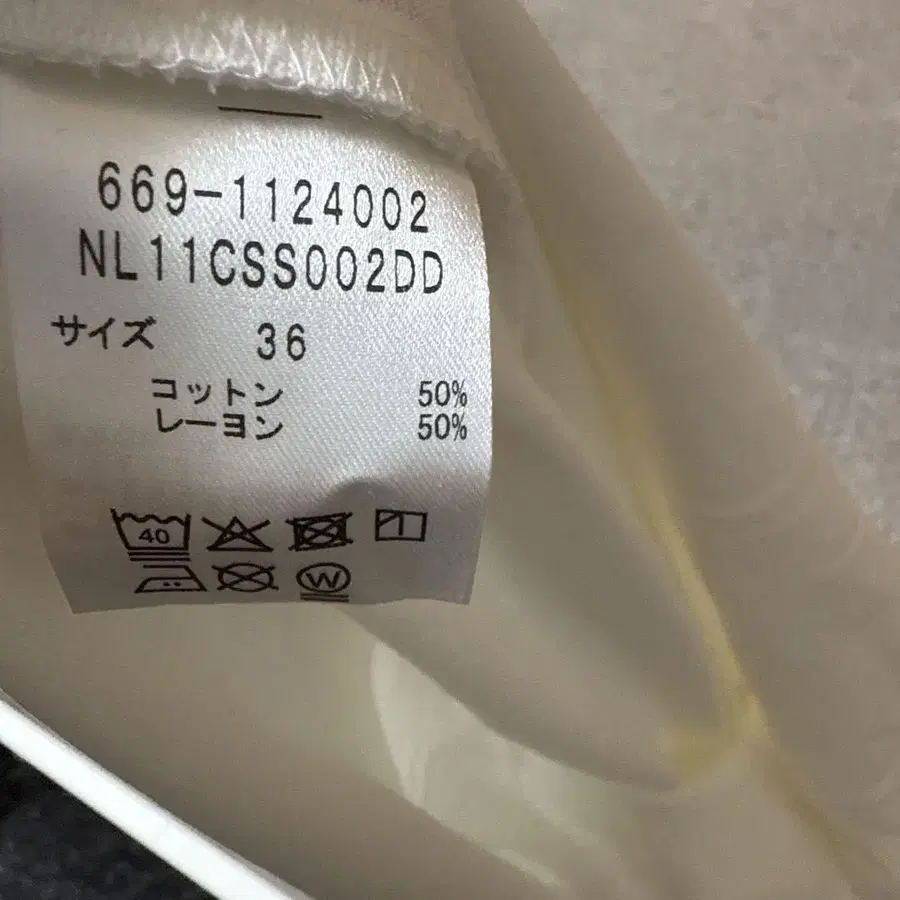 669-1124002
NL11CSS002DD
サイズ 36
コットン 50%
レーヨン 50%
40
W